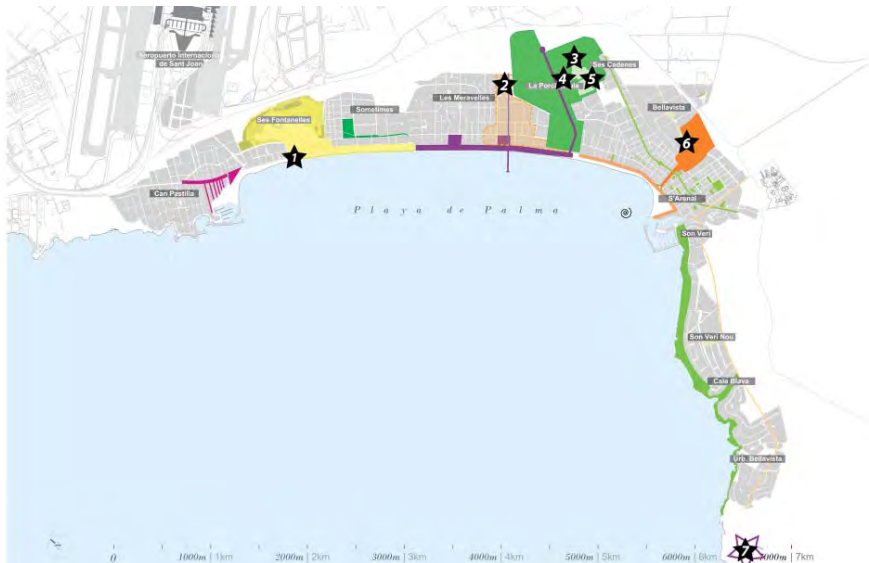 Aeropuerto Internacional
de Sant Joan
3
Ses Cadenes
2
4
5
La Porciúncula
Les Meravelles
Sometimes
Bellavista
Ses Fontanelles
6
1
Can Pastilla
S'Arenal
Playa de Palma
Son Verí
Son Verí Nou
Cala Blava
Urb. Bellavista
0 1000m | 1km 2000m | 2km 3000m | 3km 4000m | 4km 5000m | 5km 6000m | 6km 7000m | 7km
7